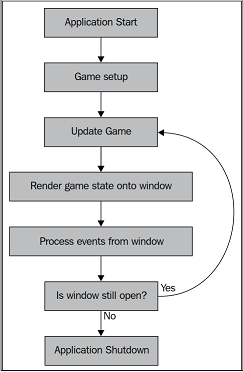 Application Start
Game setup
Update Game
Render game state onto window
Process events from window
Is window still open?
Yes
No
Application Shutdown